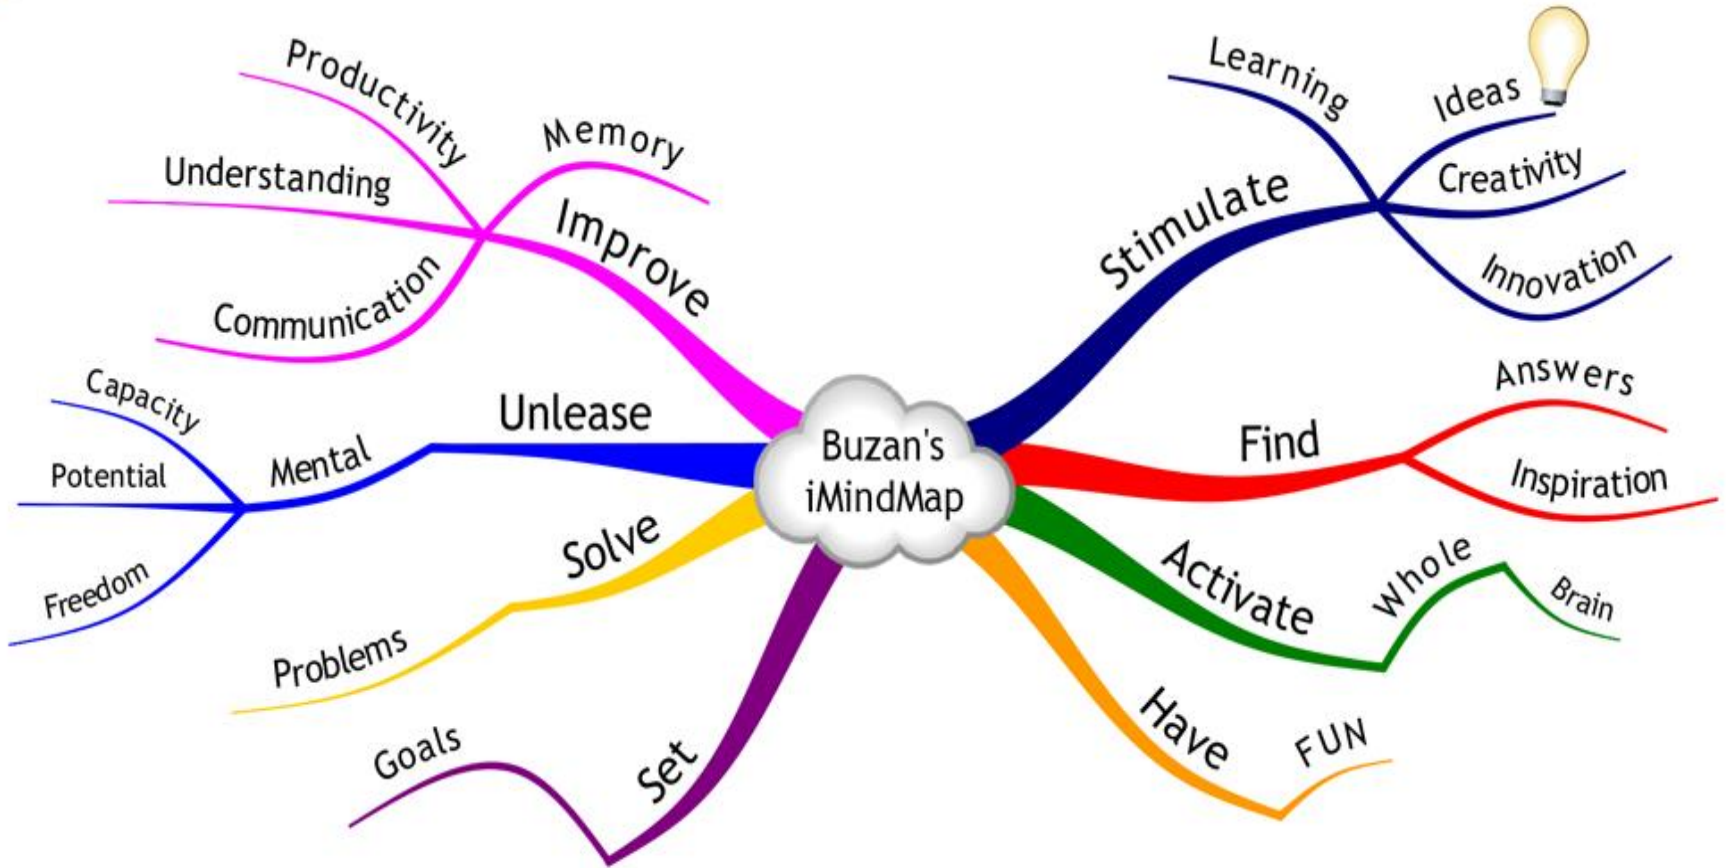 Buzan's
iMindMap
Stimulate
Learning
Ideas
Creativity
Innovation
Find
Answers
Inspiration
Activate
Whole
Brain
Have
FUN
Set
Goals
Solve
Problems
Unlease
Mental
Capacity
Potential
Freedom
Improve
Productivity
Understanding
Communication
Memory